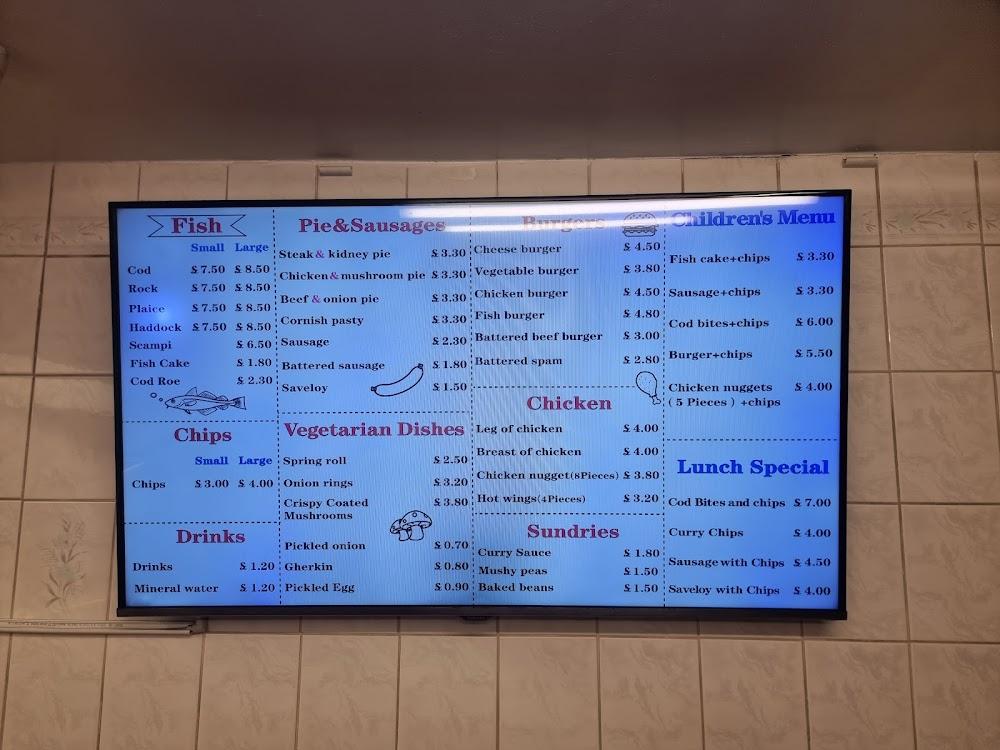 Fish
Small Large
Cod £ 7.50 £ 8.50
Rock £ 7.50 £ 8.50
Plaice £ 7.50 £ 8.50
Haddock £ 7.50 £ 8.50
Scampi £ 6.50
Fish Cake £ 1.80
Cod Roe £ 2.30
Chips
Small Large
Chips £ 3.00 £ 4.00
Drinks
Drinks £ 1.20
Mineral water £ 1.20
Pie&Sausages
Steak & kidney pie £ 3.30
Chicken & mushroom pie £ 3.30
Beef & onion pie £ 3.30
Cornish pasty £ 3.30
Sausage £ 2.30
Battered sausage £ 1.80
Saveloy £ 1.50
Vegetarian Dishes
Spring roll £ 2.50
Onion rings £ 3.20
Crispy Coated £ 3.80
Mushrooms
Pickled onion £ 0.70
Gherkin £ 0.80
Pickled Egg £ 0.90
Burgers
Cheese burger £ 4.50
Vegetable burger £ 3.80
Chicken burger £ 4.50
Fish burger £ 4.80
Battered beef burger £ 3.00
Battered spam £ 2.80
Chicken
Leg of chicken £ 4.00
Breast of chicken £ 4.00
Chicken nugget(8Pieces) £ 3.80
Hot wings(4Pieces) £ 3.20
Sundries
Curry Sauce £ 1.80
Mushy peas £ 1.50
Baked beans £ 1.50
Children's Menu
Fish cake+chips £ 3.30
Sausage+chips £ 3.30
Cod bites+chips £ 6.00
Burger+chips £ 5.50
Chicken nuggets £ 4.00
( 5 Pieces ) +chips
Lunch Special
Cod Bites and chips £ 7.00
Curry Chips £ 4.00
Sausage with Chips £ 4.50
Saveloy with Chips £ 4.00